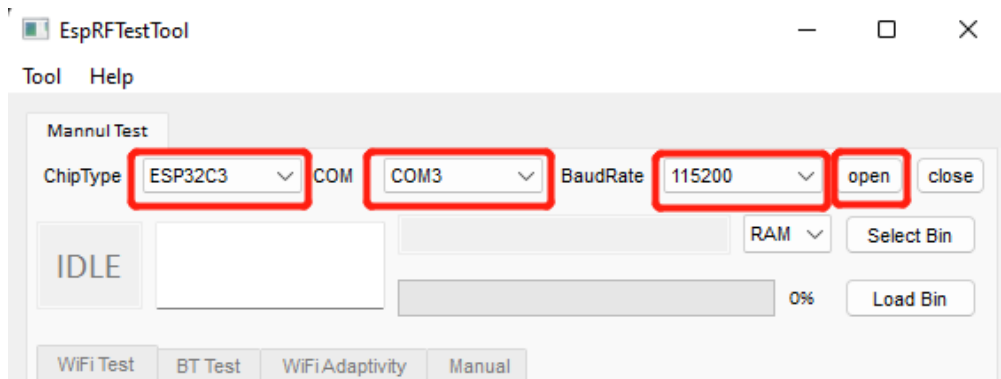 EspRFTestTool
Tool Help
Mannul Test
ChipType ESP32C3 COM COM3 BaudRate 115200 open close
RAM Select Bin
IDLE
0% Load Bin
WiFi Test BT Test WiFi Adaptivity Manual